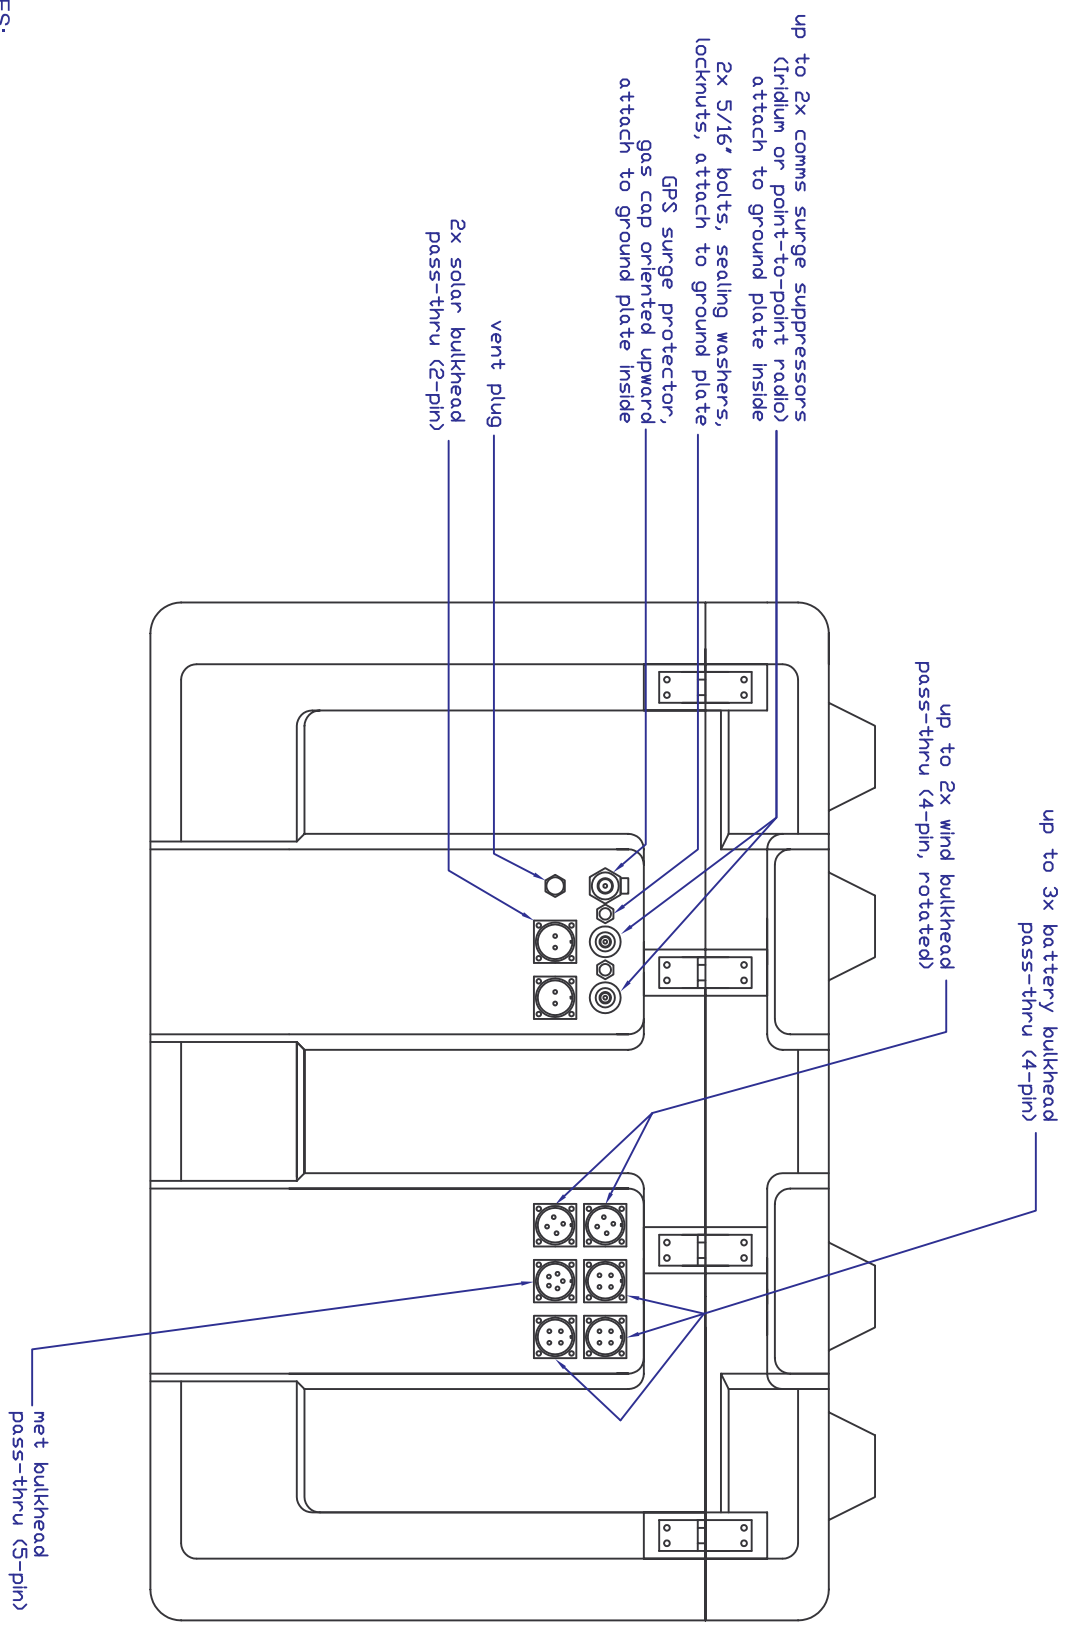 up to 2x comms surge suppressors
(Iridium or point-to-point radio)
attach to ground plate inside
2x 5/16" bolts, sealing washers,
locknuts, attach to ground plate
GPS surge protector,
gas cap oriented upward
attach to ground plate inside
vent plug
2x solar bulkhead
pass-thru (2-pin)
up to 2x wind bulkhead
pass-thru (4-pin, rotated)
up to 3x battery bulkhead
pass-thru (4-pin)
met bulkhead
pass-thru (5-pin)